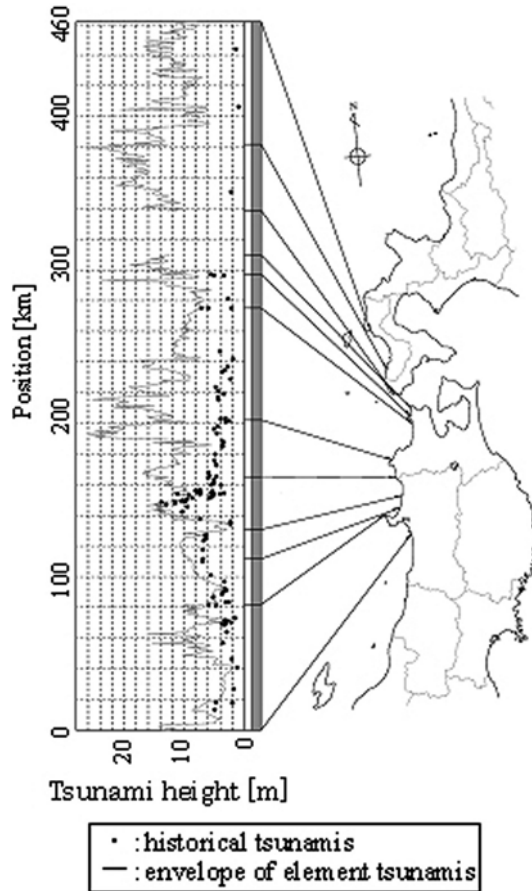 460
400
300
200
100
0
Position [km]
20
10
0
Tsunami height [m]
N
: historical tsunamis
: envelope of element tsunamis